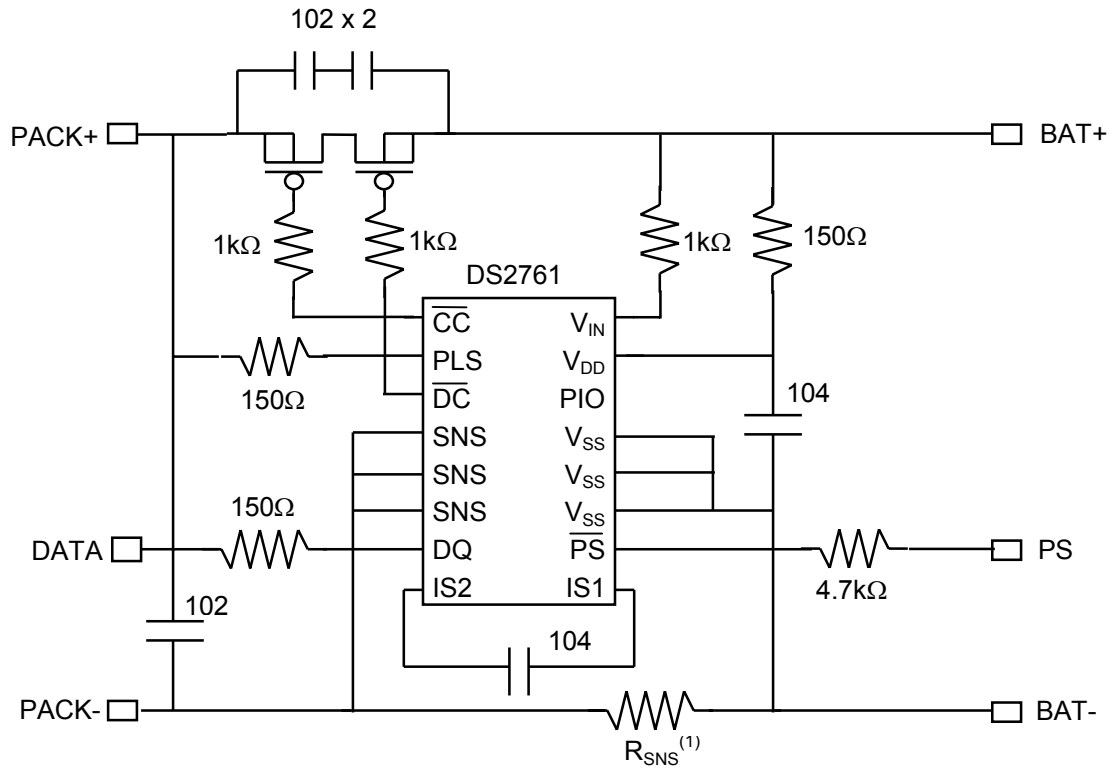 102 x 2
PACK+
BAT+
1kΩ
1kΩ
1kΩ
150Ω
DS2761
CC
VIN
PLS
VDD
150Ω
DC
PIO
104
SNS
VSS
SNS
VSS
150Ω
SNS
VSS
DATA
DQ
PS
PS
4.7kΩ
IS2
IS1
102
104
PACK-
BAT-
RSNS(1)